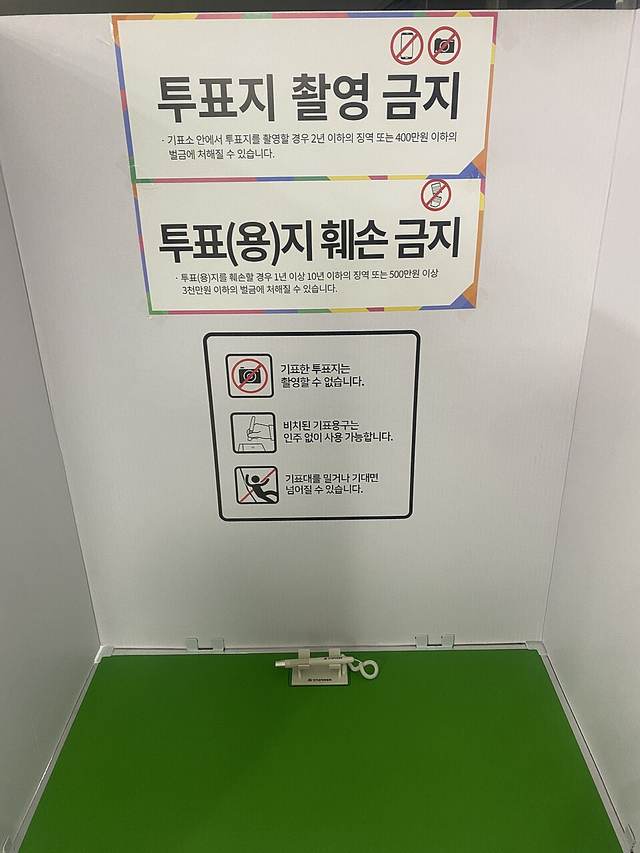 투표지 촬영 금지
· 기표소 안에서 투표지를 촬영할 경우 2년 이하의 징역 또는 400만원 이하의
벌금에 처해질 수 있습니다.
투표(용)지 훼손 금지
· 투표(용)지를 훼손할 경우 1년 이상 10년 이하의 징역 또는 500만원 이상
3천만원 이하의 벌금에 처해질 수 있습니다.
기표한 투표지는
촬영할 수 없습니다.
비치된 기표용구는
인주 없이 사용 가능합니다.
기표대를 밀거나 기대면
넘어질 수 있습니다.